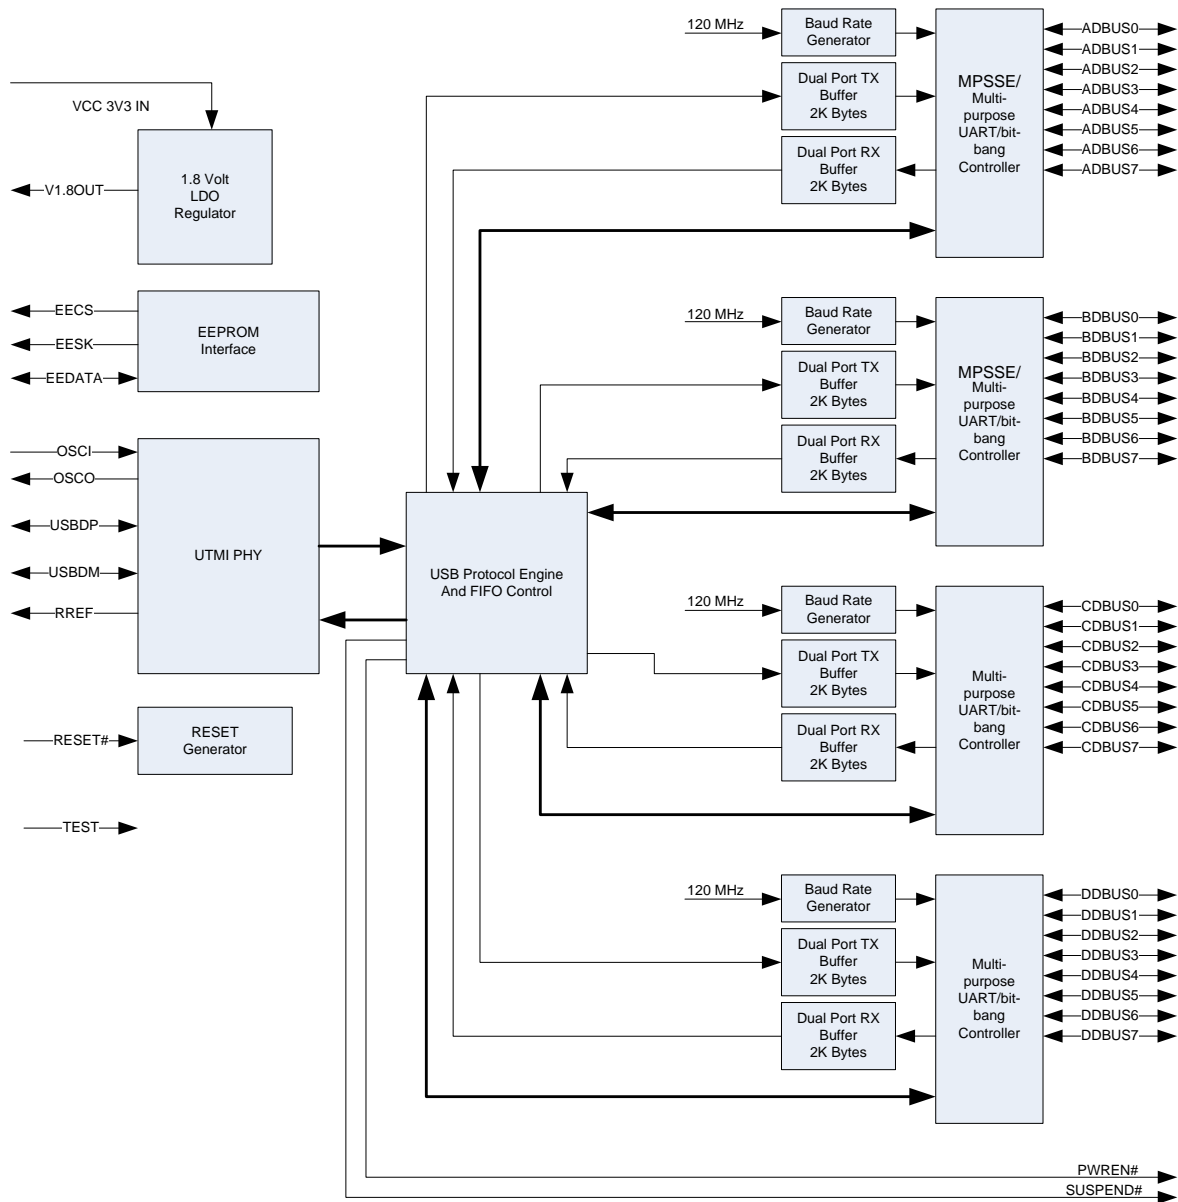 VCC 3V3 IN
1.8 Volt
LDO
Regulator
V1.8OUT
EECS
EESK
EEDATA
EEPROM
Interface
OSCI
OSCO
USBDP
USBDM
RREF
UTMI PHY
RESET#
RESET
Generator
TEST
USB Protocol Engine
And FIFO Control
120 MHz
Baud Rate
Generator
Dual Port TX
Buffer
2K Bytes
Dual Port RX
Buffer
2K Bytes
MPSSE/
Multi-
purpose
UART/bit-
bang
Controller
ADBUS0
ADBUS1
ADBUS2
ADBUS3
ADBUS4
ADBUS5
ADBUS6
ADBUS7
120 MHz
Baud Rate
Generator
Dual Port TX
Buffer
2K Bytes
Dual Port RX
Buffer
2K Bytes
MPSSE/
Multi-
purpose
UART/bit-
bang
Controller
BDBUS0
BDBUS1
BDBUS2
BDBUS3
BDBUS4
BDBUS5
BDBUS6
BDBUS7
120 MHz
Baud Rate
Generator
Dual Port TX
Buffer
2K Bytes
Dual Port RX
Buffer
2K Bytes
Multi-
purpose
UART/bit-
bang
Controller
CDBUS0
CDBUS1
CDBUS2
CDBUS3
CDBUS4
CDBUS5
CDBUS6
CDBUS7
120 MHz
Baud Rate
Generator
Dual Port TX
Buffer
2K Bytes
Dual Port RX
Buffer
2K Bytes
Multi-
purpose
UART/bit-
bang
Controller
DDBUS0
DDBUS1
DDBUS2
DDBUS3
DDBUS4
DDBUS5
DDBUS6
DDBUS7
PWREN#
SUSPEND#